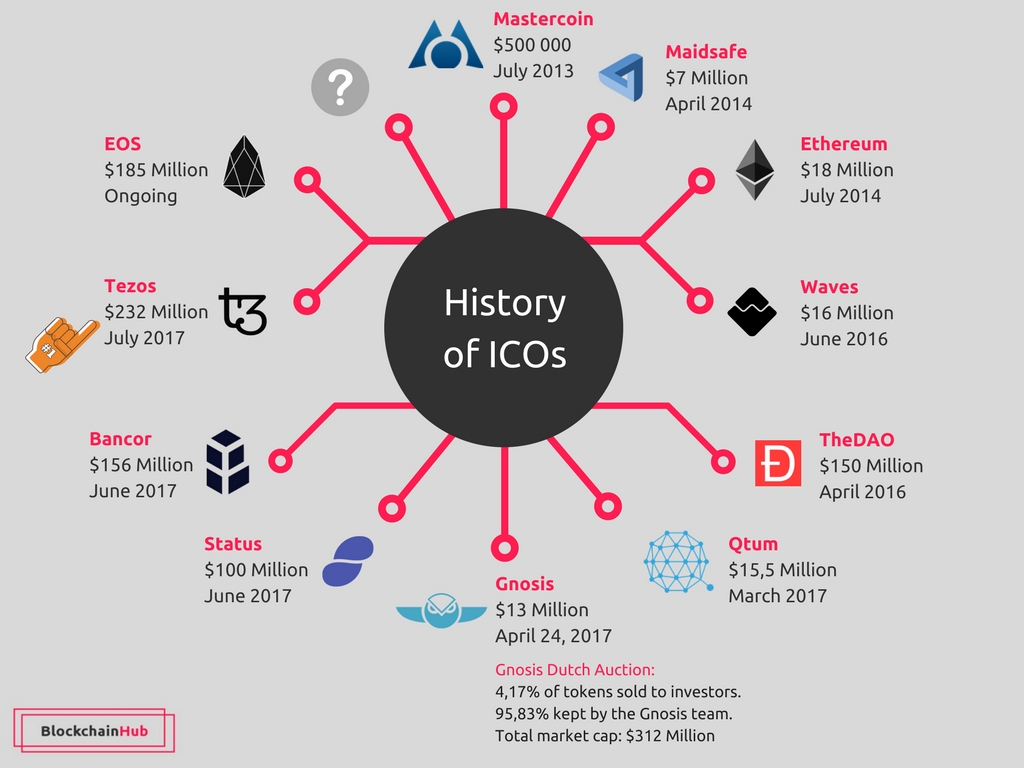 Mastercoin
$500 000
July 2013
Maidsafe
$7 Million
April 2014
?
EOS
$185 Million
Ongoing
Ethereum
$18 Million
July 2014
History
of ICOs
Tezos
$232 Million
July 2017
#1
Waves
$16 Million
June 2016
Bancor
$156 Million
June 2017
TheDAO
$150 Million
April 2016
Status
$100 Million
June 2017
Gnosis
$13 Million
April 24, 2017
Qtum
$15,5 Million
March 2017
Gnosis Dutch Auction:
4,17% of tokens sold to investors.
95,83% kept by the Gnosis team.
Total market cap: $312 Million
BlockchainHub